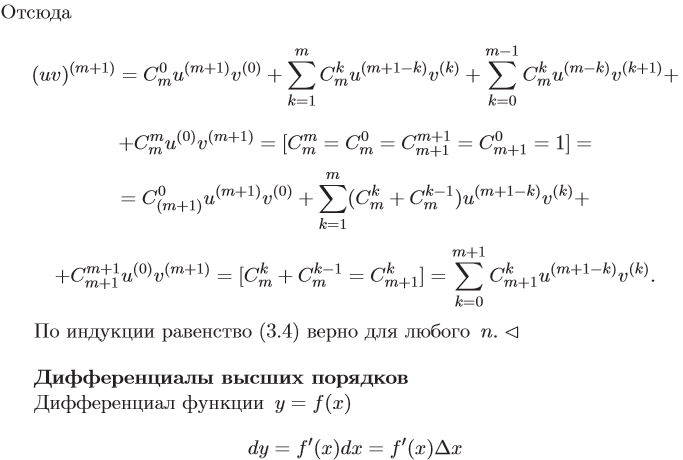 Отсюда
$(uv)^{(m+1)} = C_m^0 u^{(m+1)} v^{(0)} + \sum_{k=1}^{m} C_m^k u^{(m+1-k)} v^{(k)} + \sum_{k=0}^{m-1} C_m^k u^{(m-k)} v^{(k+1)} +$
$+ C_m^m u^{(0)} v^{(m+1)} = [C_m^m = C_m^0 = C_{m+1}^{m+1} = C_{m+1}^0 = 1] =$
$= C_{(m+1)}^0 u^{(m+1)} v^{(0)} + \sum_{k=1}^{m} (C_m^k + C_m^{k-1}) u^{(m+1-k)} v^{(k)} +$
$+ C_{m+1}^{m+1} u^{(0)} v^{(m+1)} = [C_m^k + C_m^{k-1} = C_{m+1}^k] = \sum_{k=0}^{m+1} C_{m+1}^k u^{(m+1-k)} v^{(k)}.$
По индукции равенство (3.4) верно для любого $n$. ◁
Дифференциалы высших порядков
Дифференциал функции $y = f(x)$
$dy = f'(x)dx = f'(x)\Delta x$